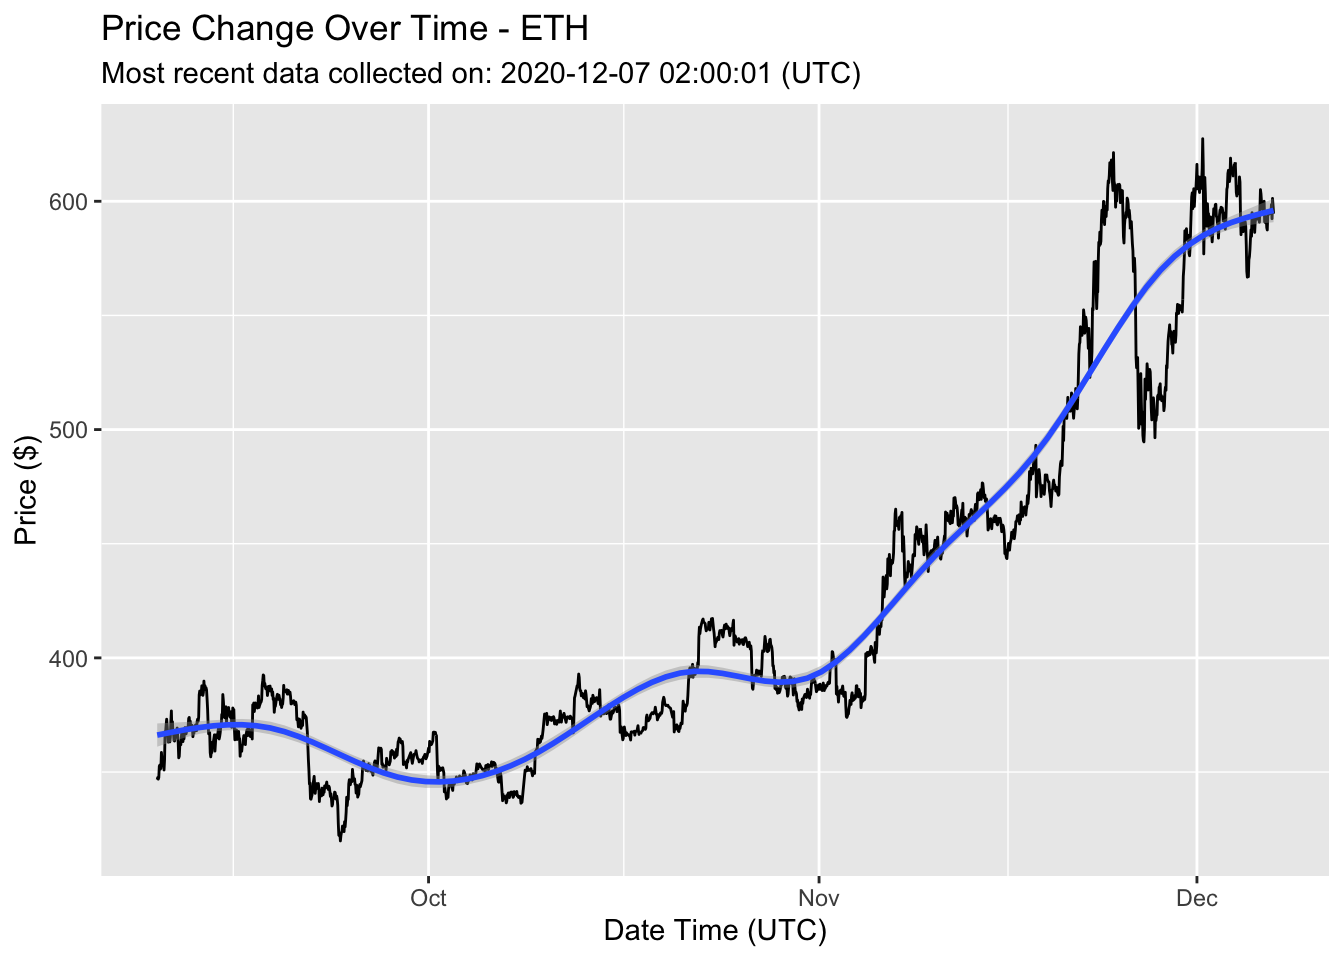 Price Change Over Time - ETH
Most recent data collected on: 2020-12-07 02:00:01 (UTC)
Price ($)
600
500
400
Oct
Nov
Dec
Date Time (UTC)